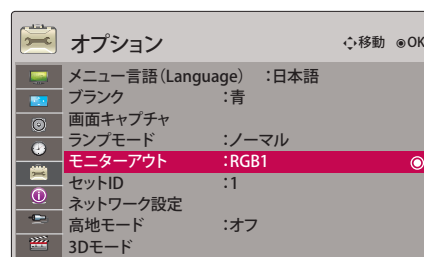 オプション ✥移動 ◉OK
メニュー言語(Language) :日本語
ブランク :青
画面キャプチャ
ランプモード :ノーマル
モニターアウト :RGB1 ◉
セットID :1
ネットワーク設定
高地モード :オフ
3Dモード